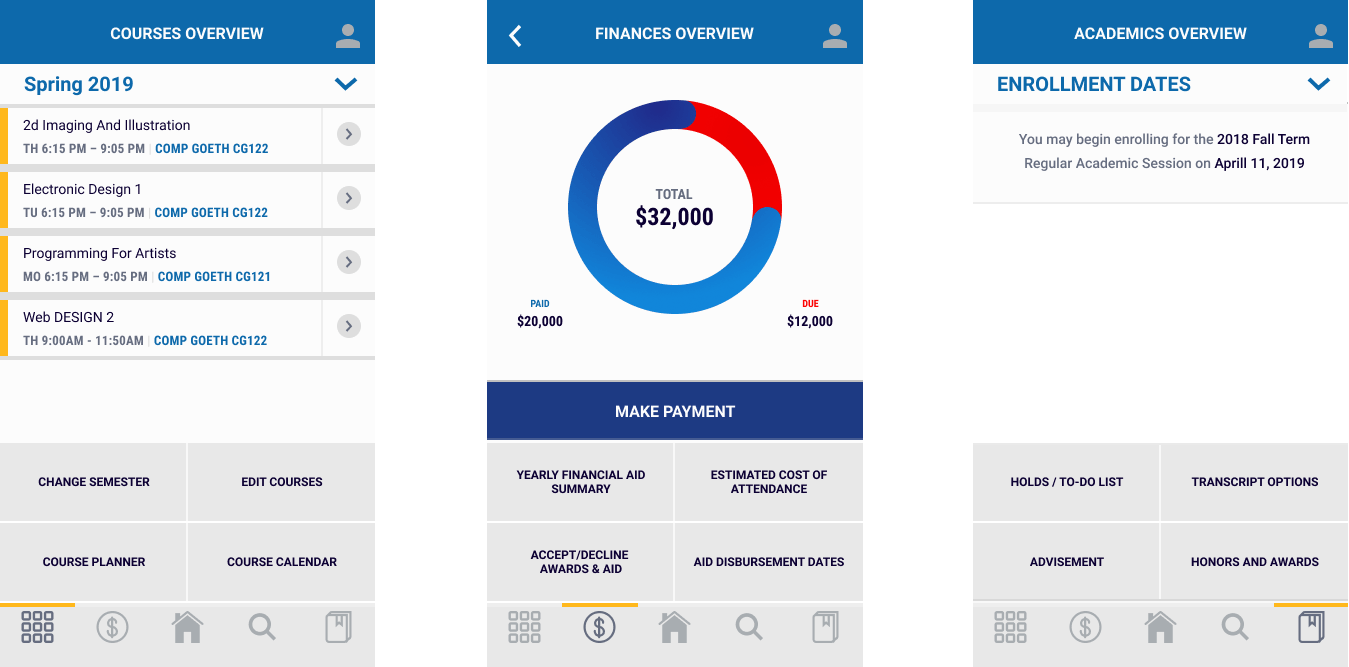 COURSES OVERVIEW
Spring 2019
2d Imaging And Illustration
TH 6:15 PM – 9:05 PM | COMP GOETH CG122
Electronic Design 1
TU 6:15 PM – 9:05 PM | COMP GOETH CG122
Programming For Artists
MO 6:15 PM – 9:05 PM | COMP GOETH CG121
Web DESIGN 2
TH 9:00AM - 11:50AM | COMP GOETH CG122
CHANGE SEMESTER
EDIT COURSES
COURSE PLANNER
COURSE CALENDAR
FINANCES OVERVIEW
TOTAL
$32,000
PAID
$20,000
DUE
$12,000
MAKE PAYMENT
YEARLY FINANCIAL AID
SUMMARY
ESTIMATED COST OF
ATTENDANCE
ACCEPT/DECLINE
AWARDS & AID
AID DISBURSEMENT DATES
$
ACADEMICS OVERVIEW
ENROLLMENT DATES
You may begin enrolling for the 2018 Fall Term
Regular Academic Session on Aprill 11, 2019
HOLDS / TO-DO LIST
TRANSCRIPT OPTIONS
ADVISEMENT
HONORS AND AWARDS